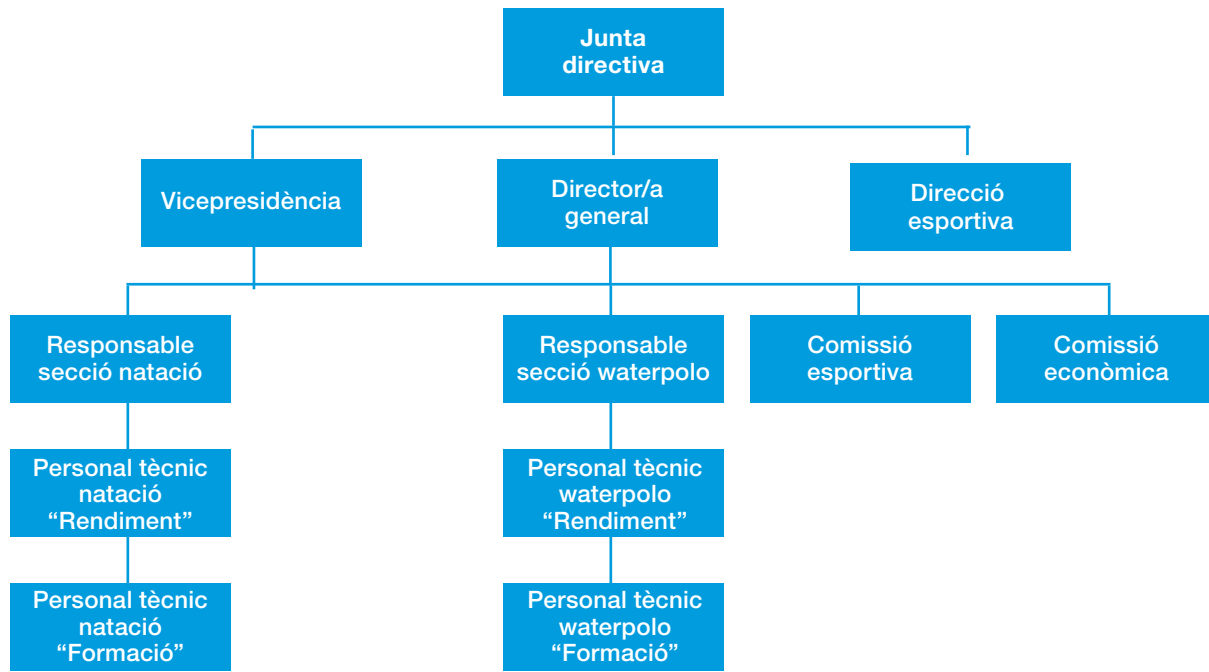 Junta
directiva
Vicepresidència
Director/a
general
Direcció
esportiva
Responsable
secció natació
Responsable
secció waterpolo
Comissió
esportiva
Comissió
econòmica
Personal tècnic
natació
“Rendiment”
Personal tècnic
waterpolo
“Rendiment”
Personal tècnic
natació
“Formació”
Personal tècnic
waterpolo
“Formació”